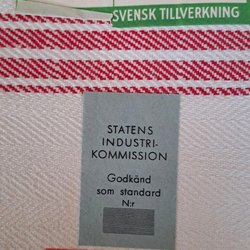 SVENSK TILLVERKNING
STATENS
INDUSTRI-
KOMMISSION
Godkänd
som standard
N:r